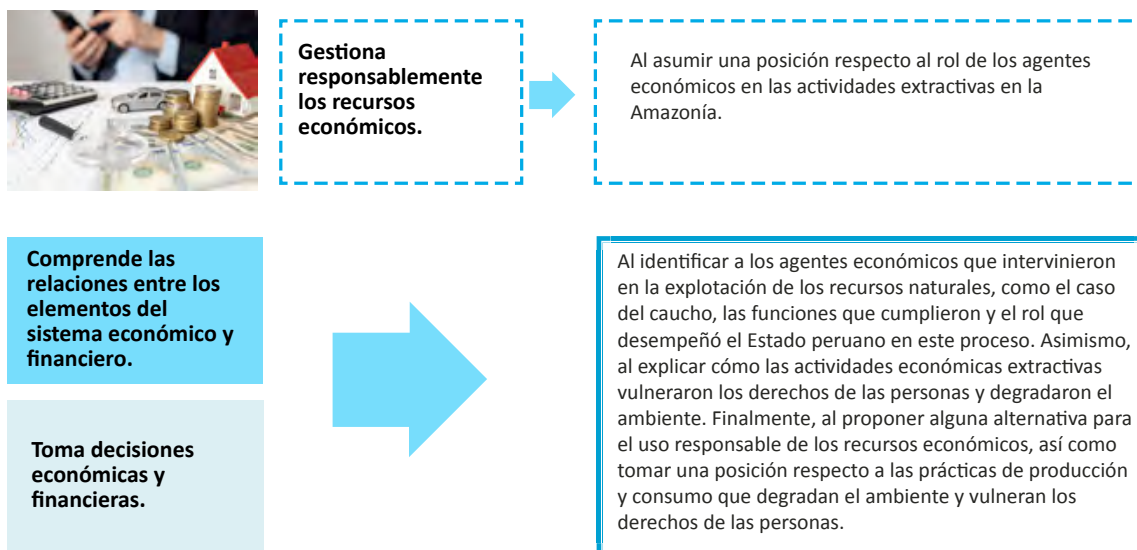 Gestiona
responsablemente
los recursos
económicos.
Al asumir una posición respecto al rol de los agentes
económicos en las actividades extractivas en la
Amazonía.
Comprende las
relaciones entre los
elementos del
sistema económico y
financiero.
Toma decisiones
económicas y
financieras.
Al identificar a los agentes económicos que intervinieron
en la explotación de los recursos naturales, como el caso
del caucho, las funciones que cumplieron y el rol que
desempeñó el Estado peruano en este proceso. Asimismo,
al explicar cómo las actividades económicas extractivas
vulneraron los derechos de las personas y degradaron el
ambiente. Finalmente, al proponer alguna alternativa para
el uso responsable de los recursos económicos, así como
tomar una posición respecto a las prácticas de producción
y consumo que degradan el ambiente y vulneran los
derechos de las personas.